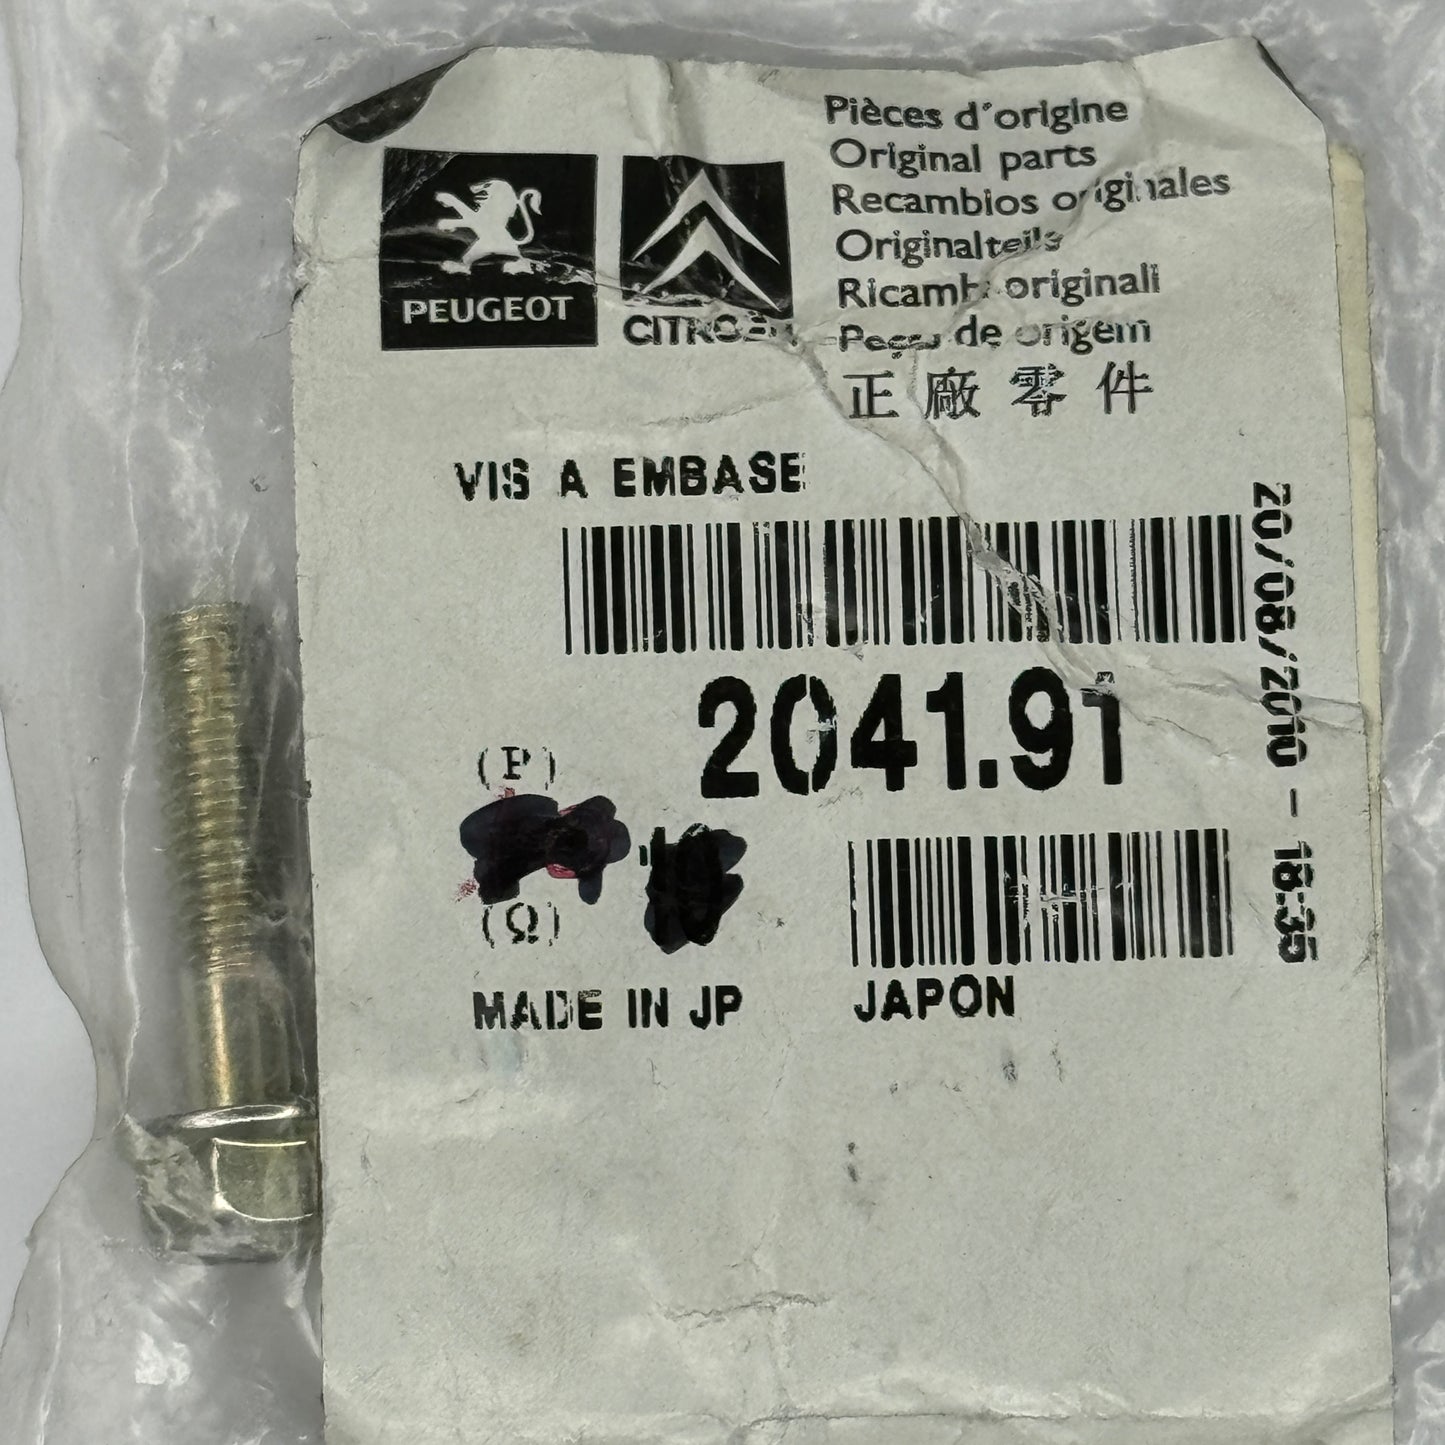 Pièces d'origine
Original parts
Recambios originales
Originalteile
Ricambi originali
Peças de origem
正廠零件
PEUGEOT
CITROËN
VIS A EMBASE
20/08/2010 - 18:35
2041.91
(P)
10
(Ω)
MADE IN JP
JAPON